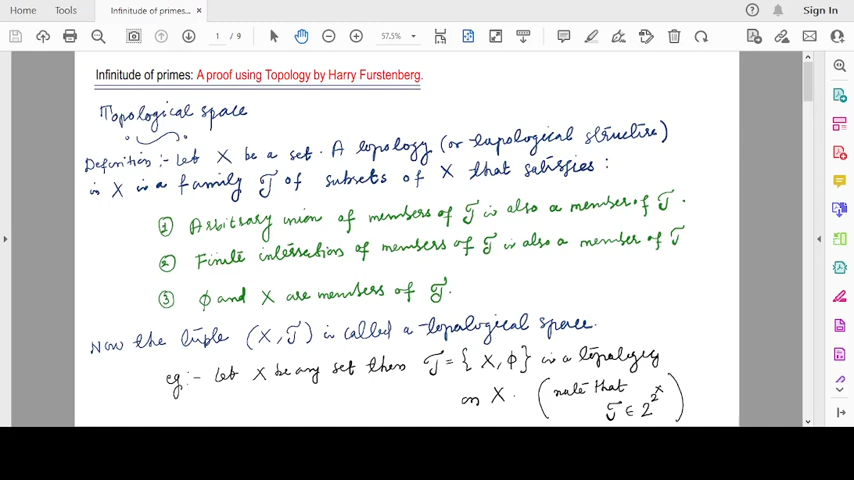 Home Tools Infinitude of primes: × Sign In
1 / 9 57.5%
Infinitude of primes: A proof using Topology by Harry Furstenberg.
Topological space
Definition :- Let X be a set. A topology (or topological structure)
in X is a family 𝒯 of subsets of X that satisfies :
① Arbitrary union of members of 𝒯 is also a member of 𝒯.
② Finite intersection of members of 𝒯 is also a member of 𝒯
③ ϕ and X are members of 𝒯.
Now the tuple (X, 𝒯) is called a topological space.
eg:- Let X be any set then 𝒯 = { X, ϕ } is a topology
on X. (note that
𝒯 ∈ 2^2^X)